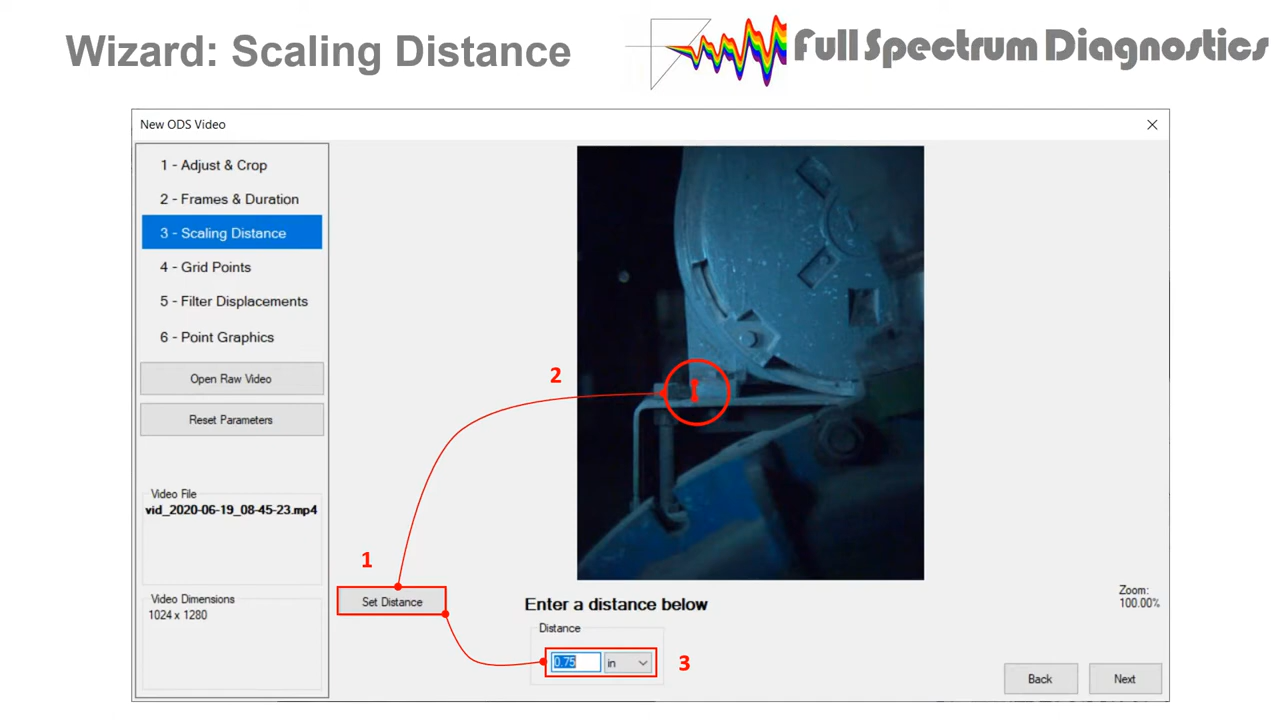 Wizard: Scaling Distance
Full Spectrum Diagnostics
New ODS Video
1 - Adjust & Crop
2 - Frames & Duration
3 - Scaling Distance
4 - Grid Points
5 - Filter Displacements
6 - Point Graphics
Open Raw Video
Reset Parameters
Video File
vid_2020-06-19_08-45-23.mp4
Video Dimensions
1024 x 1280
2
1
Set Distance
Enter a distance below
Distance
0.75 in
3
Zoom:
100.00%
Back
Next